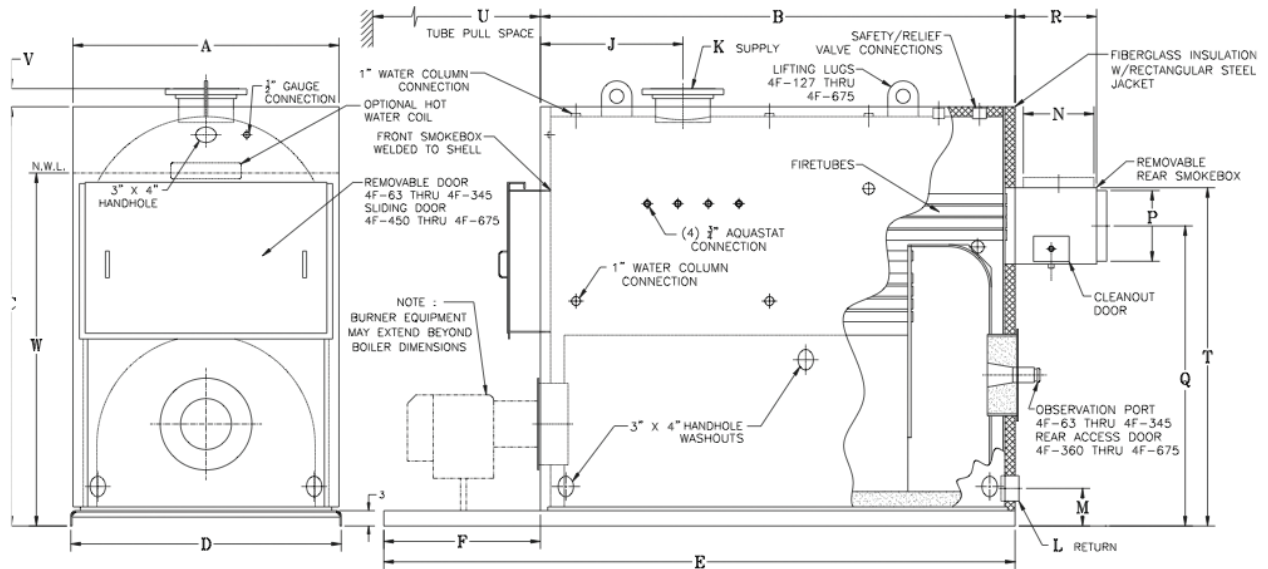 A
V
U
TUBE PULL SPACE
B
R
J
K SUPPLY
SAFETY/RELIEF
VALVE CONNECTIONS
LIFTING LUGS
4F-127 THRU
4F-675
FIBERGLASS INSULATION
W/RECTANGULAR STEEL
JACKET
1" WATER COLUMN
CONNECTION
GAUGE
CONNECTION
OPTIONAL HOT
WATER COIL
N
FRONT SMOKEBOX
WELDED TO SHELL
N.W.L.
FIRETUBES
REMOVABLE
REAR SMOKEBOX
3" X 4"
HANDHOLE
REMOVABLE DOOR
4F-63 THRU 4F-345
SLIDING DOOR
4F-450 THRU 4F-675
P
(4) ¾" AQUASTAT
CONNECTION
1" WATER COLUMN
CONNECTION
CLEANOUT
DOOR
NOTE :
BURNER EQUIPMENT
MAY EXTEND BEYOND
BOILER DIMENSIONS
W
T
Q
3" X 4" HANDHOLE
WASHOUTS
OBSERVATION PORT
4F-63 THRU 4F-345
REAR ACCESS DOOR
4F-360 THRU 4F-675
3
M
D
F
E
L RETURN